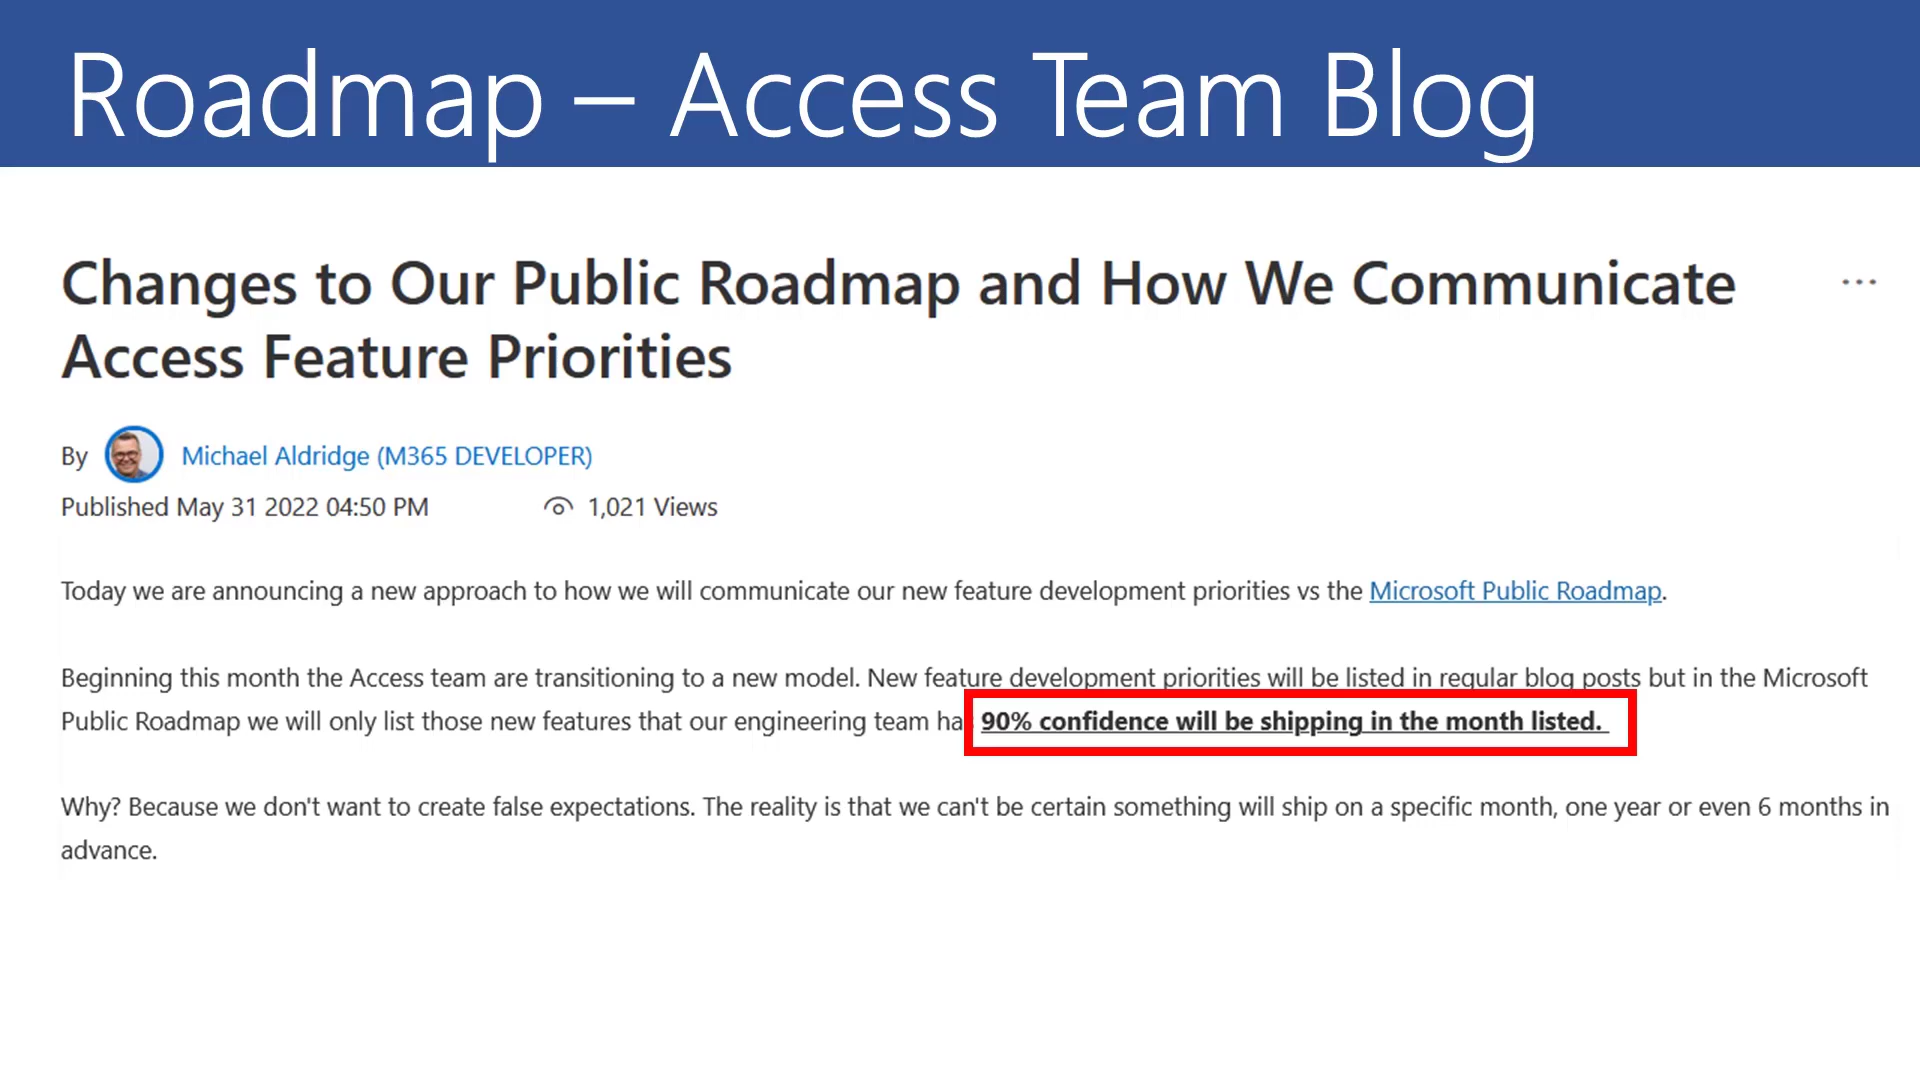 Roadmap – Access Team Blog
Changes to Our Public Roadmap and How We Communicate
Access Feature Priorities
By Michael Aldridge (M365 DEVELOPER)
Published May 31 2022 04:50 PM 1,021 Views
Today we are announcing a new approach to how we will communicate our new feature development priorities vs the Microsoft Public Roadmap.
Beginning this month the Access team are transitioning to a new model. New feature development priorities will be listed in regular blog posts but in the Microsoft
Public Roadmap we will only list those new features that our engineering team ha 90% confidence will be shipping in the month listed.
Why? Because we don't want to create false expectations. The reality is that we can't be certain something will ship on a specific month, one year or even 6 months in
advance.